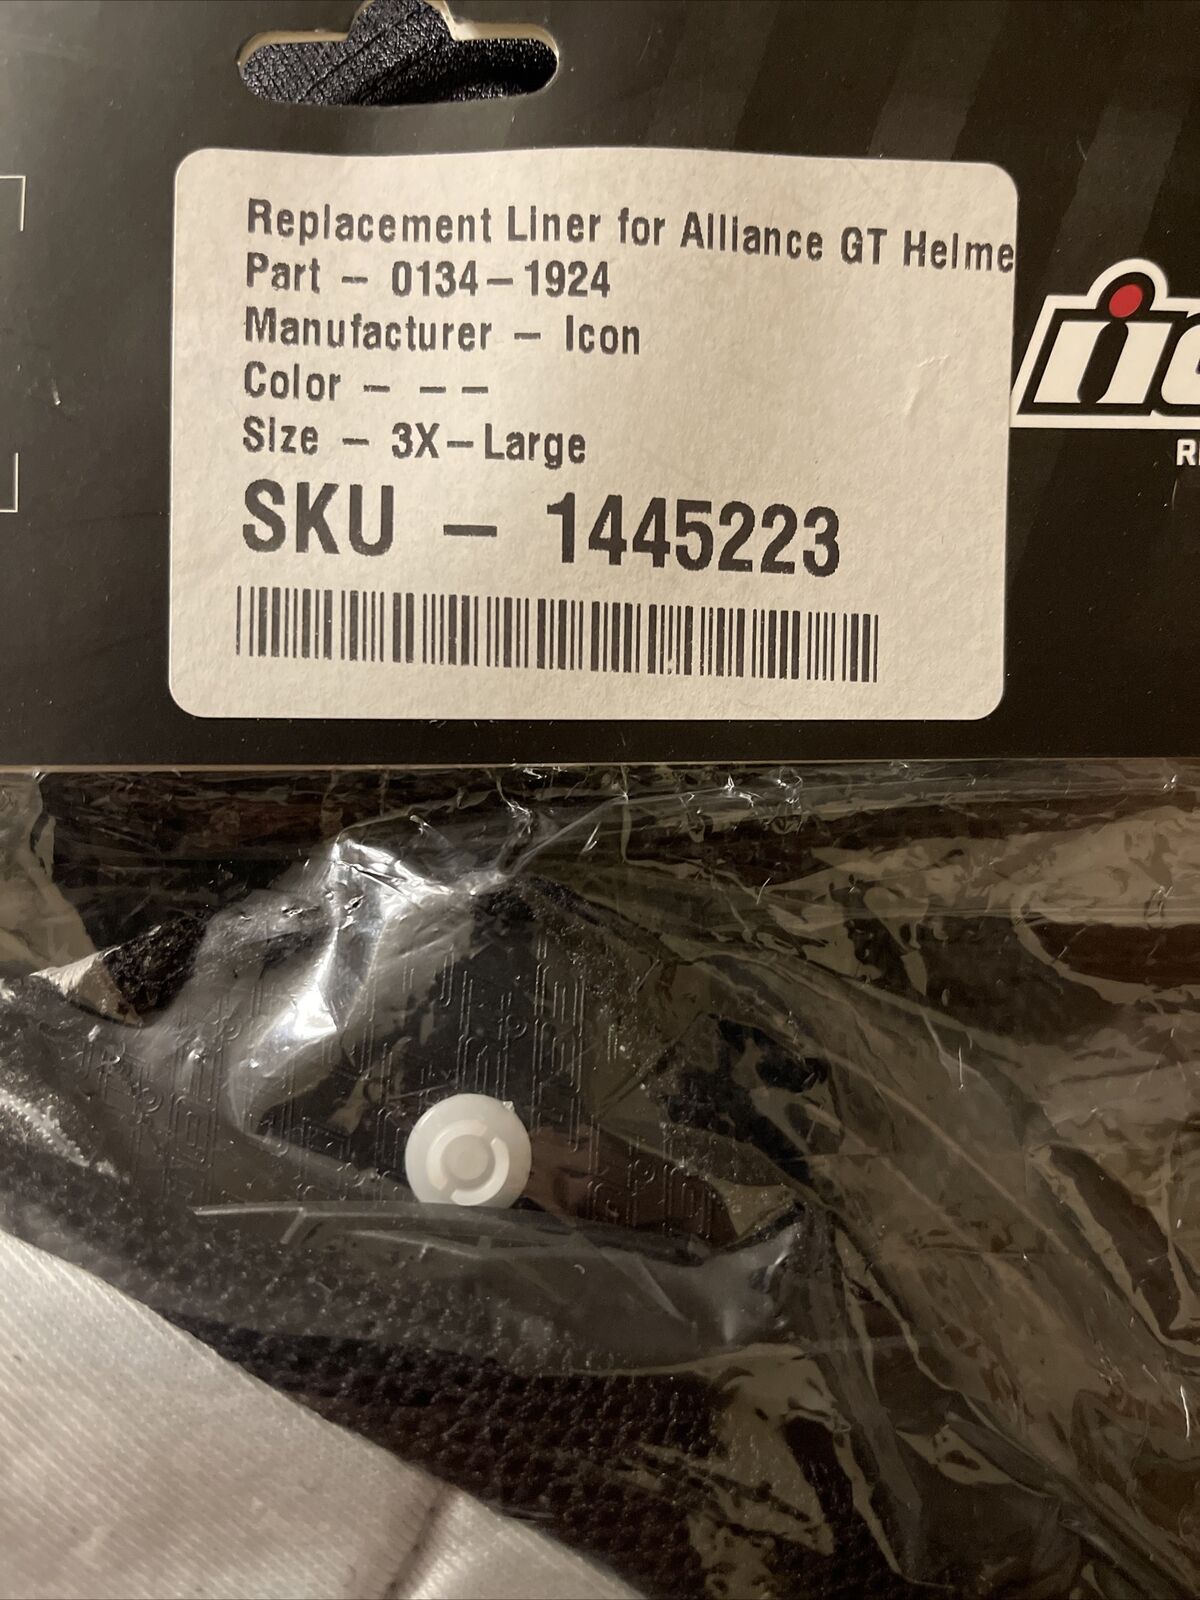 Replacement Liner for Alliance GT Helme
Part - 0134-1924
Manufacturer - Icon
Color - - -
Size - 3X-Large
SKU - 1445223